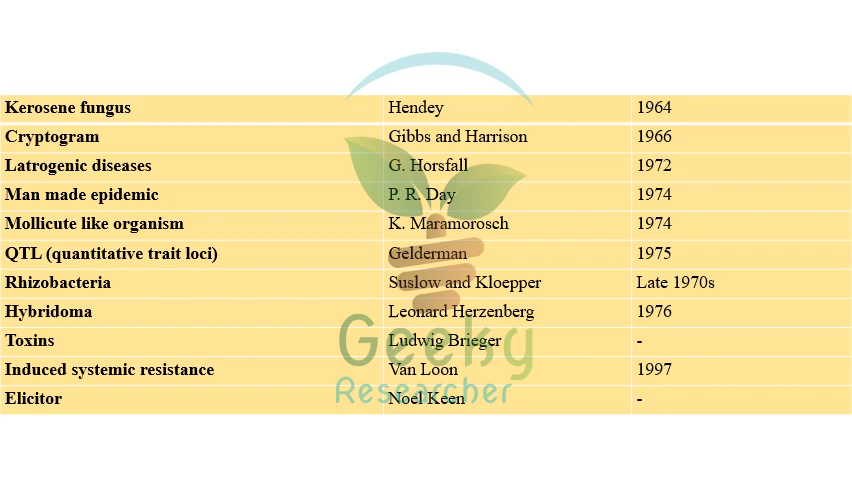 Kerosene fungus Hendey 1964
Cryptogram Gibbs and Harrison 1966
Latrogenic diseases G. Horsfall 1972
Man made epidemic P. R. Day 1974
Mollicute like organism K. Maramorosch 1974
QTL (quantitative trait loci) Gelderman 1975
Rhizobacteria Suslow and Kloepper Late 1970s
Hybridoma Leonard Herzenberg 1976
Toxins Ludwig Brieger -
Induced systemic resistance Van Loon 1997
Elicitor Noel Keen -
Geeky
Researcher